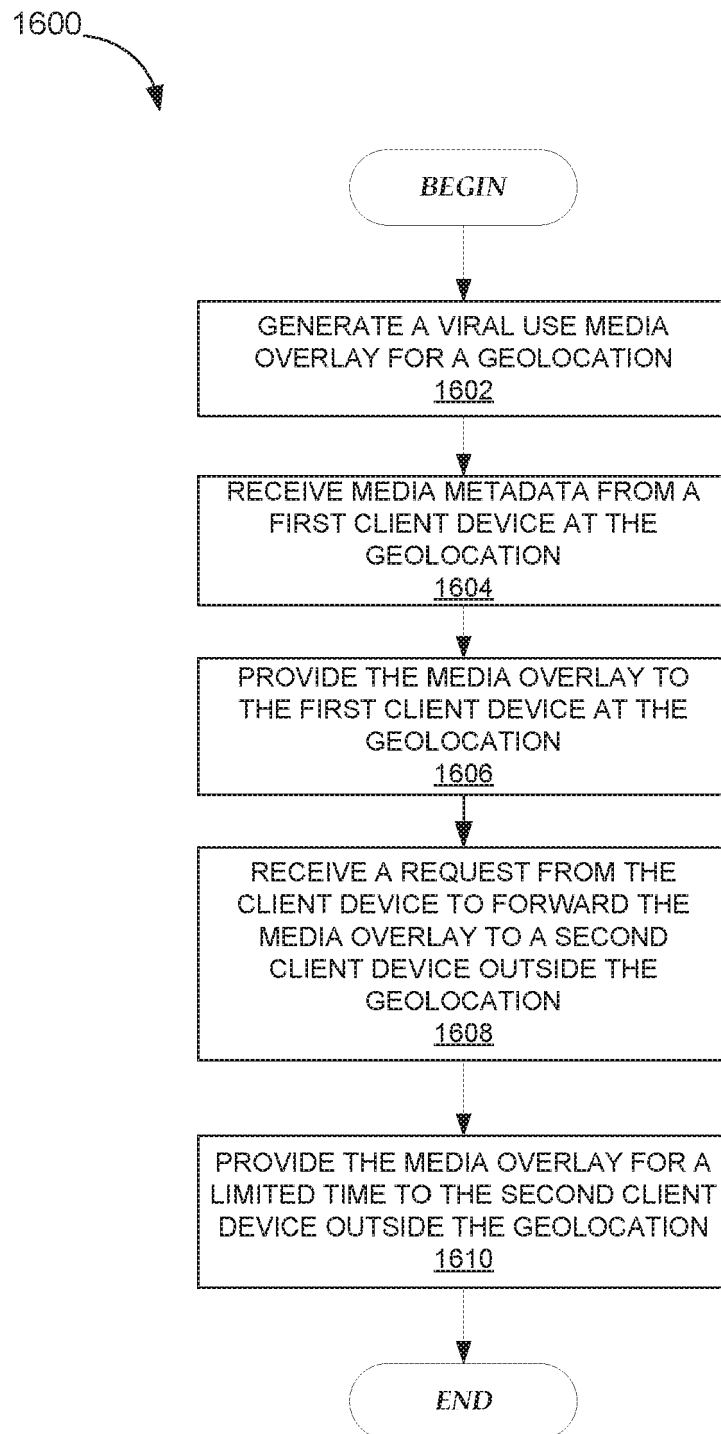 1600
BEGIN
GENERATE A VIRAL USE MEDIA
OVERLAY FOR A GEOLOCATION
1602
RECEIVE MEDIA METADATA FROM A
FIRST CLIENT DEVICE AT THE
GEOLOCATION
1604
PROVIDE THE MEDIA OVERLAY TO
THE FIRST CLIENT DEVICE AT THE
GEOLOCATION
1606
RECEIVE A REQUEST FROM THE
CLIENT DEVICE TO FORWARD THE
MEDIA OVERLAY TO A SECOND
CLIENT DEVICE OUTSIDE THE
GEOLOCATION
1608
PROVIDE THE MEDIA OVERLAY FOR A
LIMITED TIME TO THE SECOND CLIENT
DEVICE OUTSIDE THE GEOLOCATION
1610
END